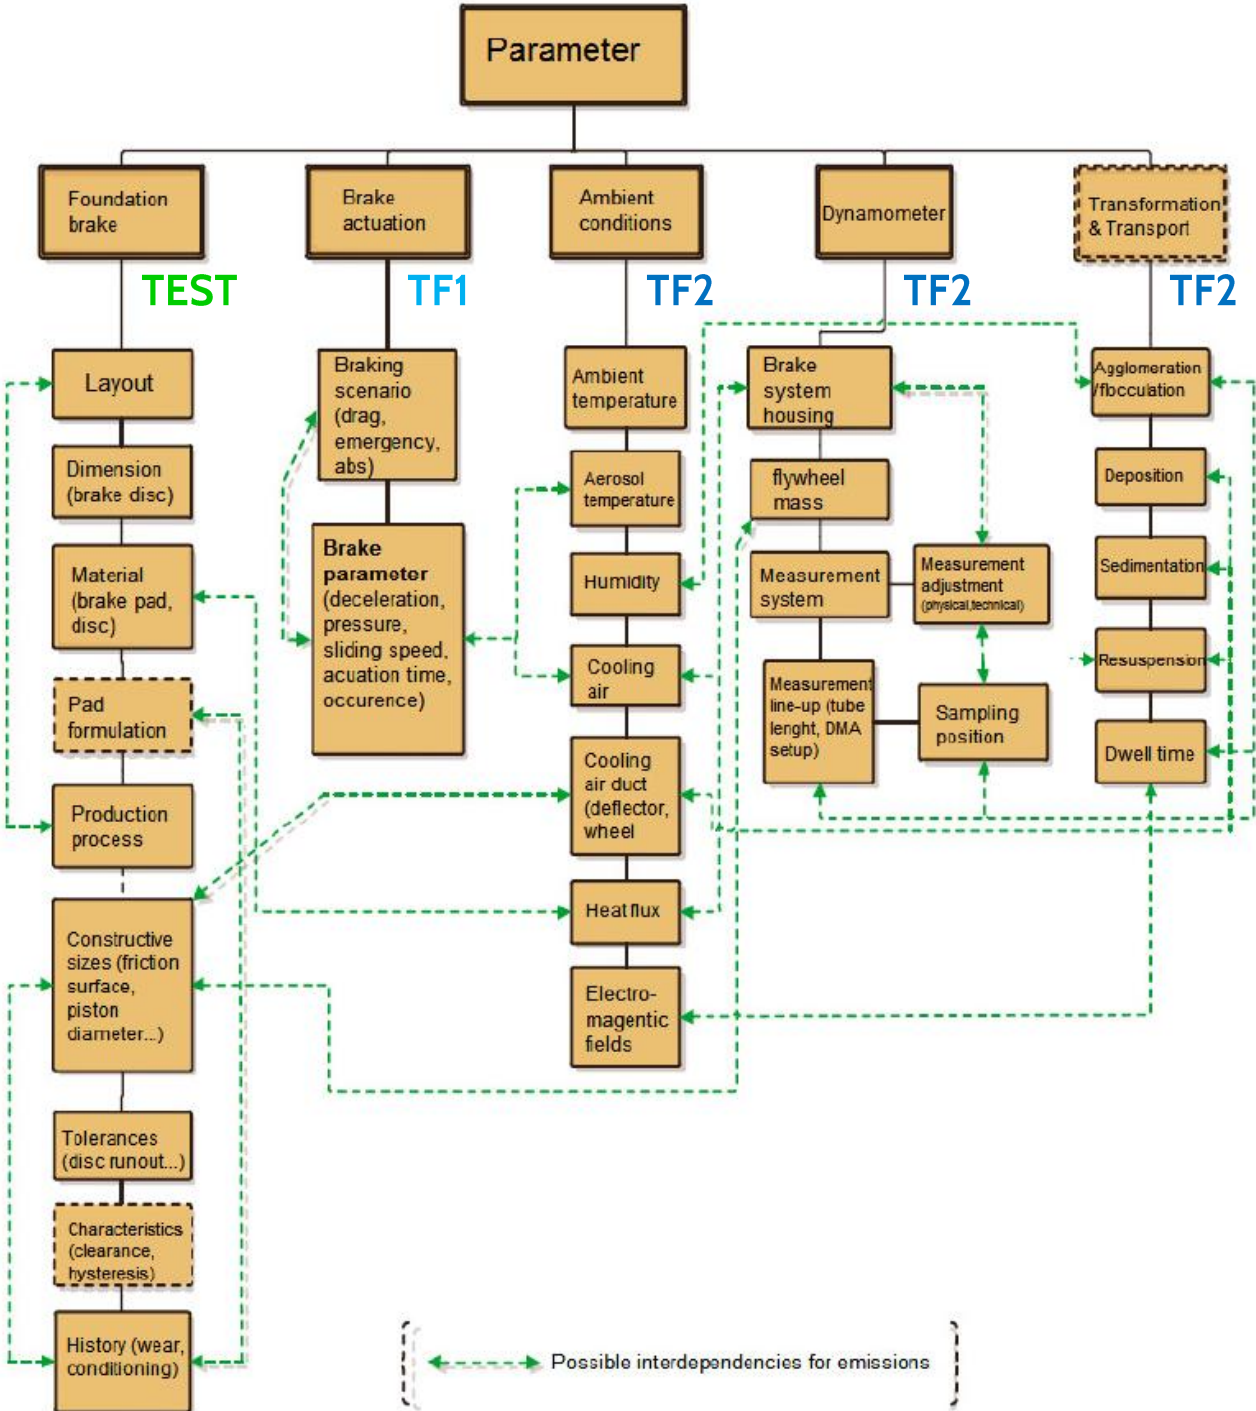 Parameter
Foundation
brake
TEST
Layout
Dimension
(brake disc)
Material
(brake pad,
disc)
Pad
formulation
Production
process
Constructive
sizes (friction
surface,
piston
diameter...)
Tolerances
(disc runout...)
Characteristics
(clearance,
hysteresis)
History (wear,
conditioning)
Brake
actuation
TF1
Braking
scenario
(drag,
emergency,
abs)
Brake
parameter
(deceleration,
pressure,
sliding speed,
acuation time,
occurence)
Ambient
conditions
TF2
Ambient
temperature
Aerosol
temperature
Humidity
Cooling
air
Cooling
air duct
(deflector,
wheel
Heat flux
Electro-
magentic
fields
Dynamometer
TF2
Brake
system
housing
flywheel
mass
Measurement
system
Measurement
adjustment
(physical,technical)
Measurement
line-up (tube
lenght, DMA
setup)
Sampling
position
Transformation
& Transport
TF2
Agglomeration
/flocculation
Deposition
Sedimentation
Resuspension
Dwell time
Possible interdependencies for emissions